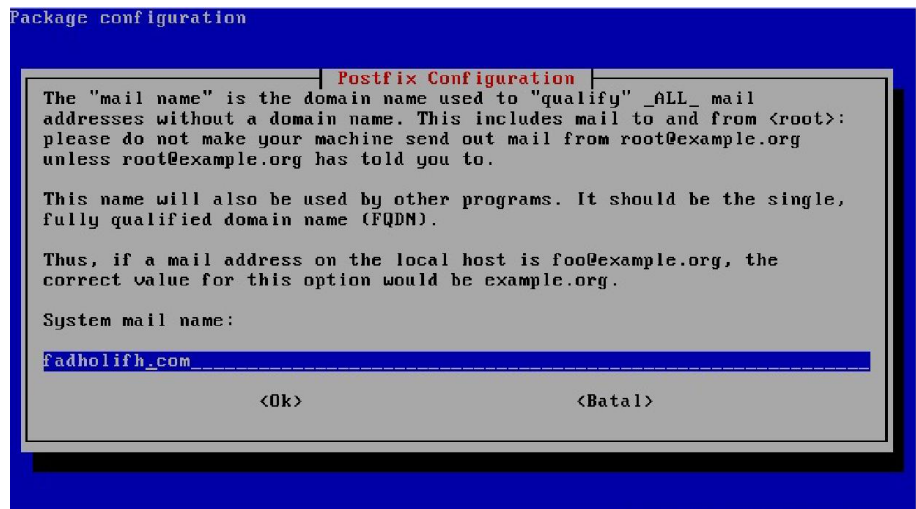 Package configuration
Postfix Configuration
The "mail name" is the domain name used to "qualify" _ALL_ mail
addresses without a domain name. This includes mail to and from <root>:
please do not make your machine send out mail from root@example.org
unless root@example.org has told you to.
This name will also be used by other programs. It should be the single,
fully qualified domain name (FQDN).
Thus, if a mail address on the local host is foo@example.org, the
correct value for this option would be example.org.
System mail name:
fadholifh.com
<Ok> <Batal>